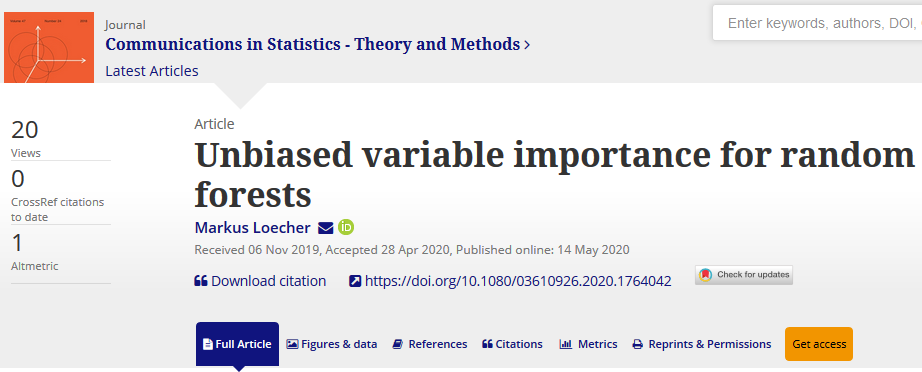 Journal
Communications in Statistics - Theory and Methods >
Latest Articles
Enter keywords, authors, DOI,
20
Views
0
CrossRef citations
to date
1
Altmetric
Article
Unbiased variable importance for random
forests
Markus Loecher iD
Received 06 Nov 2019, Accepted 28 Apr 2020, Published online: 14 May 2020
Download citation https://doi.org/10.1080/03610926.2020.1764042 Check for updates
Full Article Figures & data References Citations Metrics Reprints & Permissions Get access